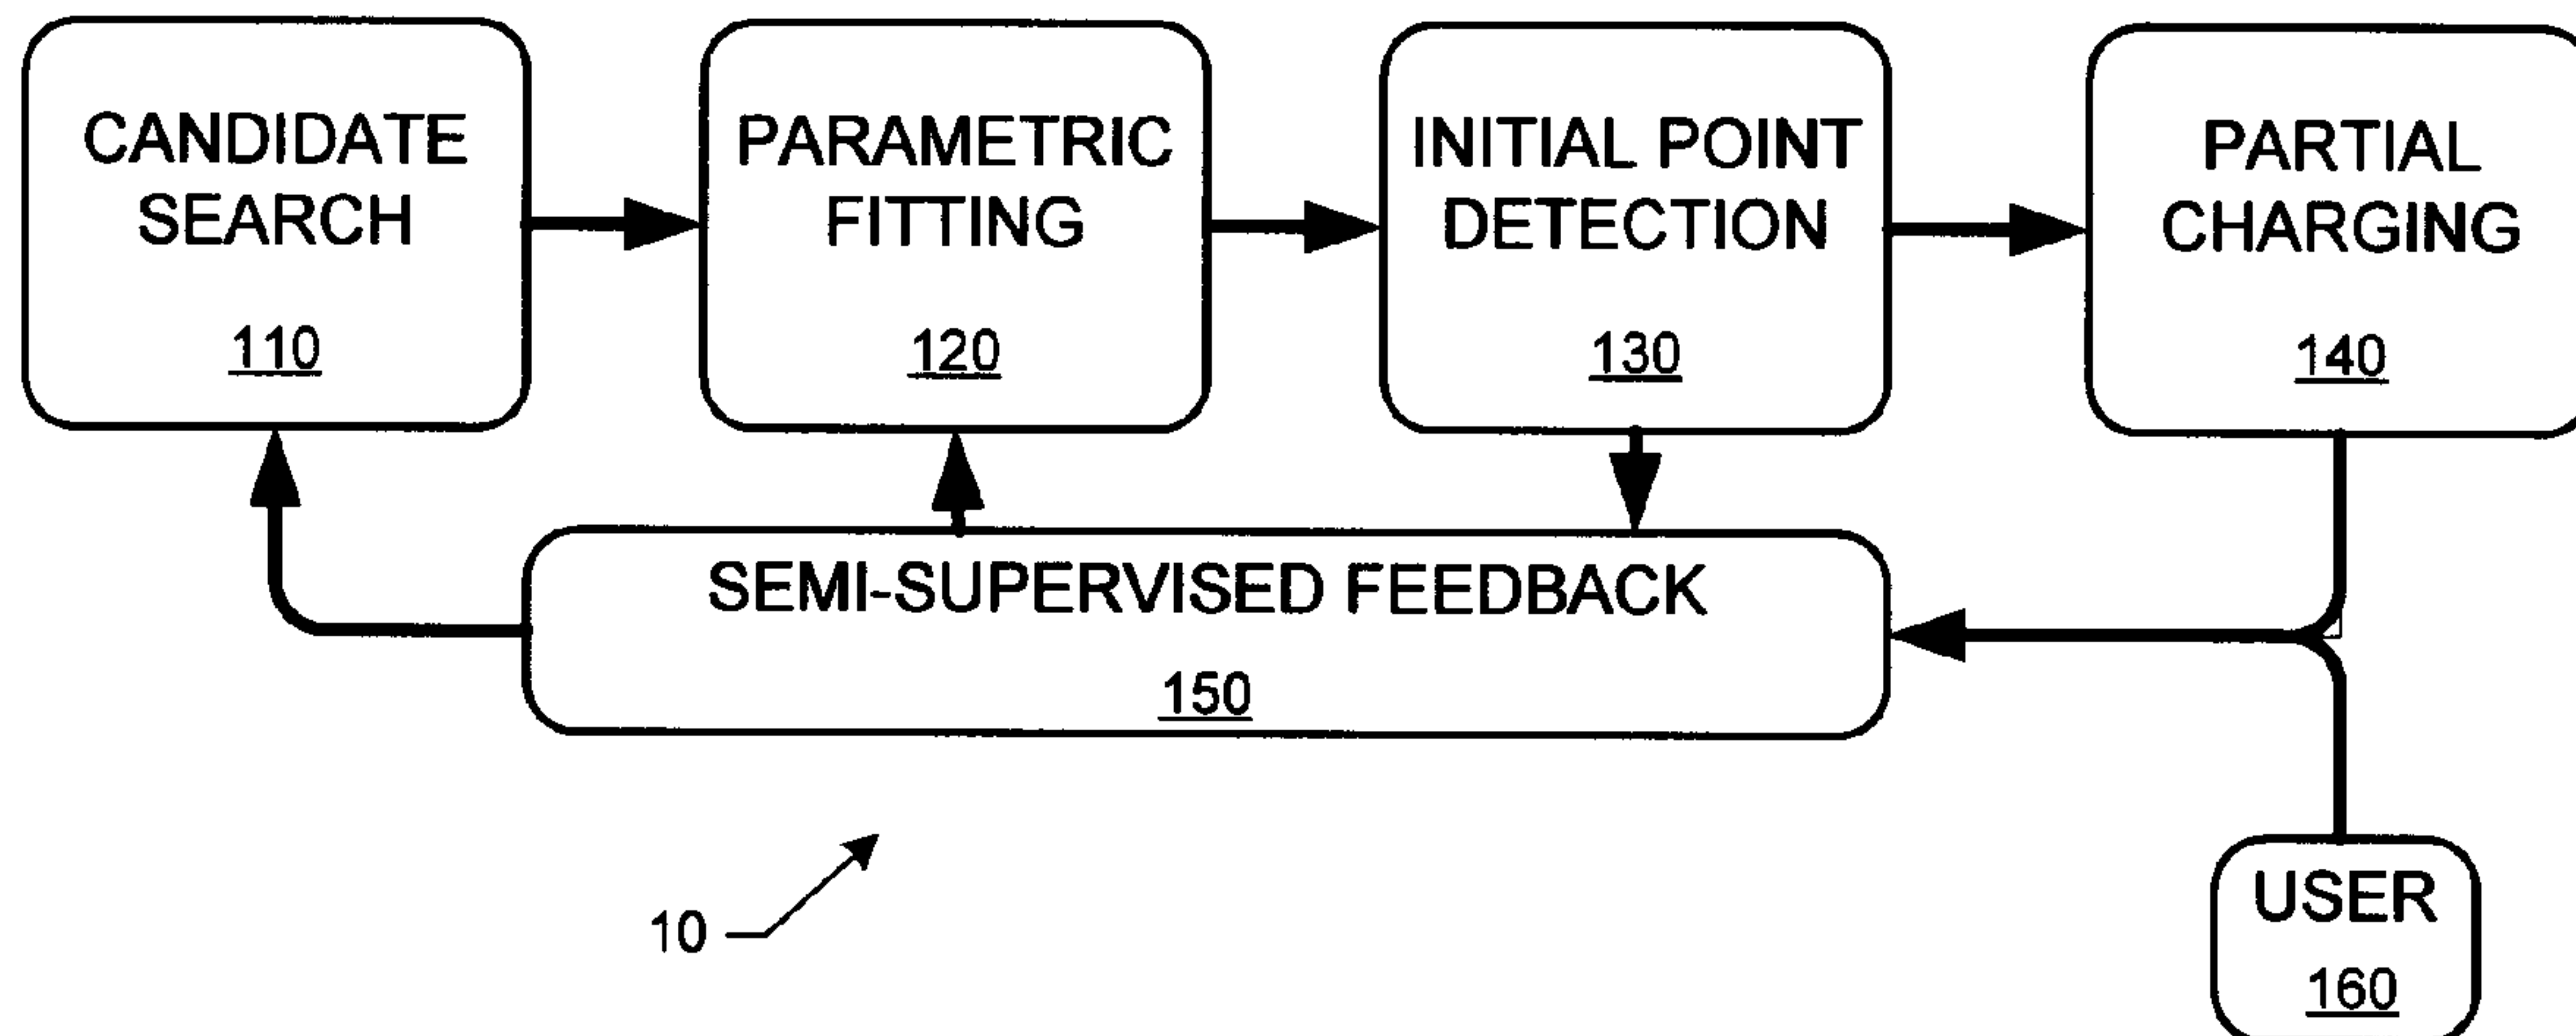 CANDIDATE
SEARCH
110
PARAMETRIC
FITTING
120
INITIAL POINT
DETECTION
130
PARTIAL
CHARGING
140
SEMI-SUPERVISED FEEDBACK
150
10
USER
160